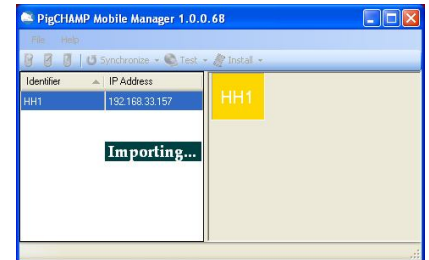 PigCHAMP Mobile Manager 1.0.0.68
File Help
Synchronize Test Install
Identifier IP Address
HH1 192.168.33.157
HH1
Importing...